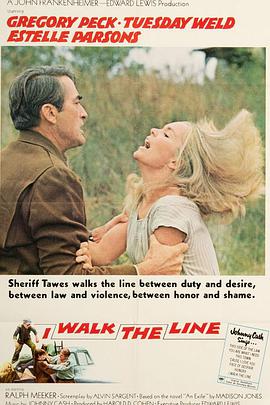 A JOHN FRANKENHEIMER—EDWARD LEWIS Production
starring
GREGORY PECK · TUESDAY WELD
ESTELLE PARSONS
Sheriff Tawes walks the line between duty and desire,
between law and violence, between honor and shame.
I WALK THE LINE
Johnny Cash
Sings...
RALPH MEEKER · Screenplay by ALVIN SARGENT · Based on the novel "An Exile" by MADISON JONES
Music by JOHNNY CASH · Produced by HAROLD D. COHEN · Executive Producer EDWARD LEWIS